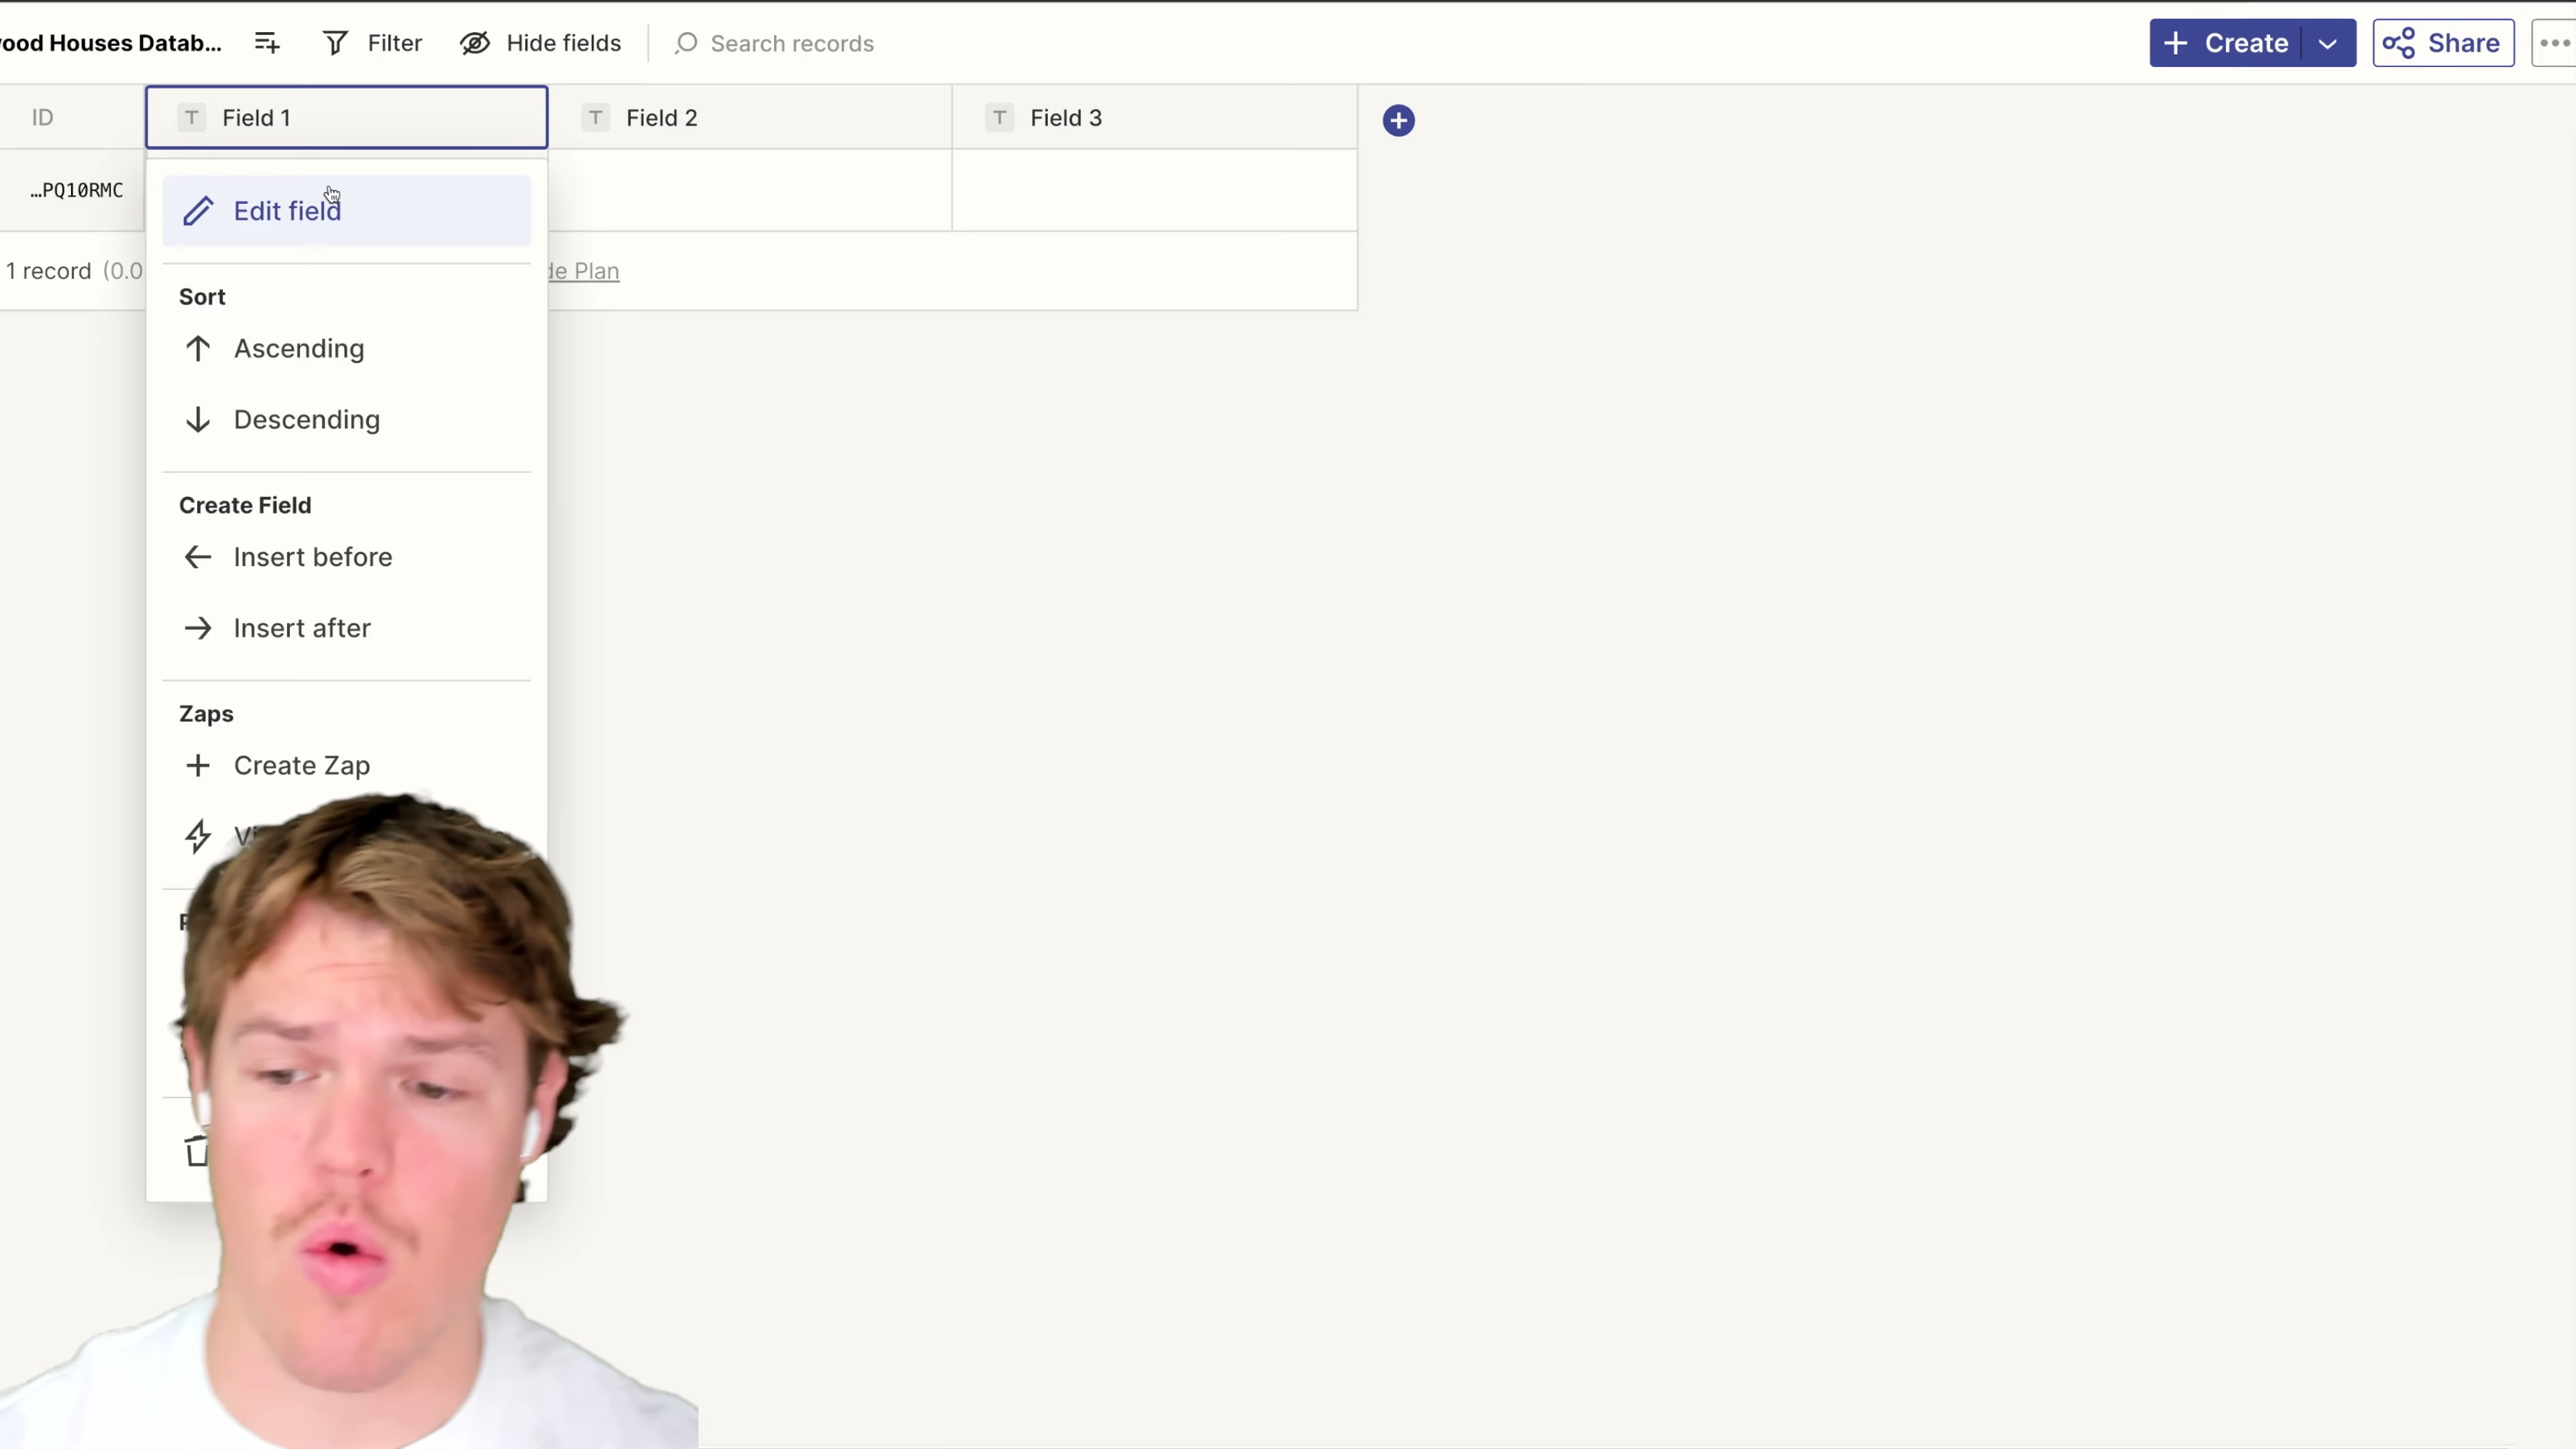 wood Houses Datab... Filter Hide fields Search records Create Share
ID Field 1 Field 2 Field 3
…PQ10RMC
Edit field
1 record (0.0 de Plan
Sort
Ascending
Descending
Create Field
Insert before
Insert after
Zaps
Create Zap